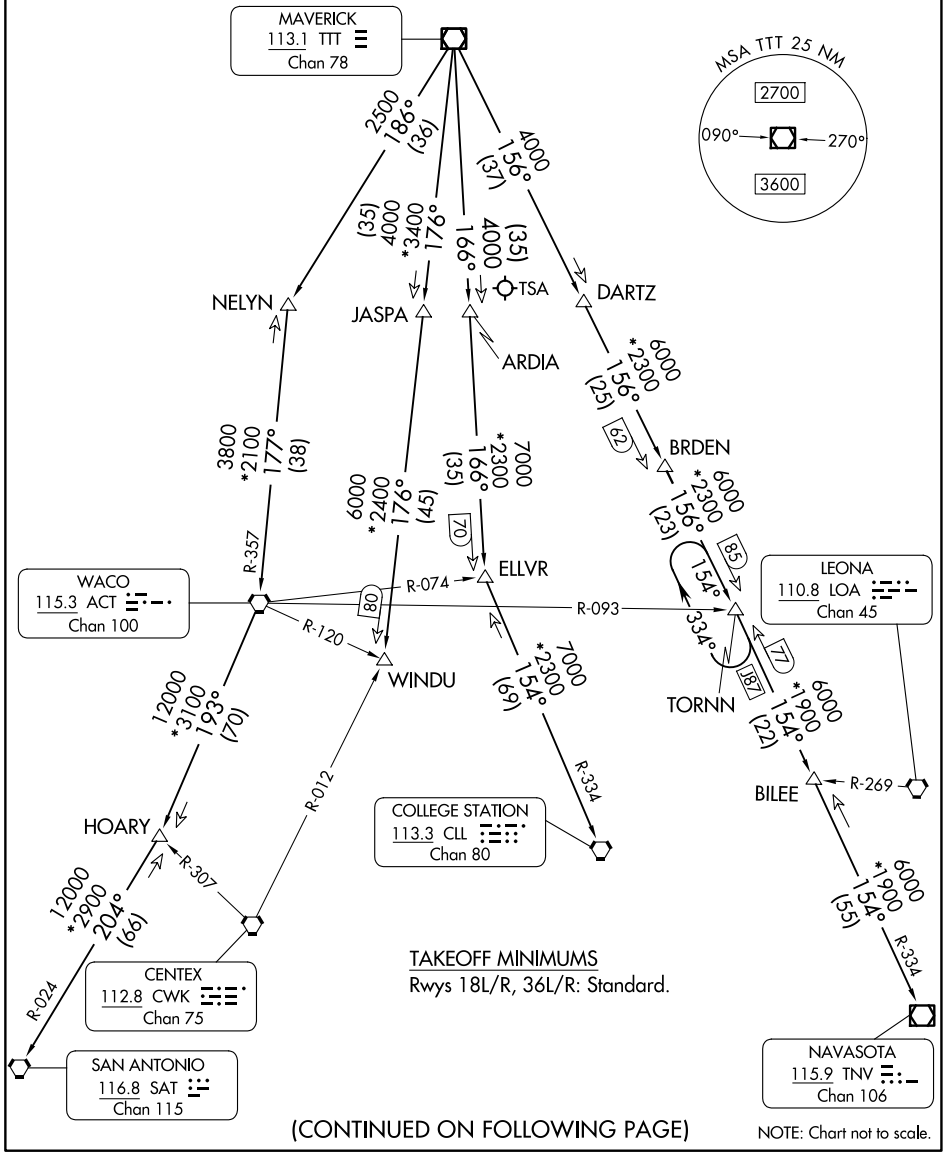 MAVERICK
113.1 TTT
Chan 78
MSA TTT 25 NM
2700
090°
270°
3600
2500
186°
(36)
(35)
4000
*3400
176°
(35)
4000
166°
4000
156°
(37)
TSA
NELYN
JASPA
ARDIA
DARTZ
3800
*2100
177°
(38)
6000
*2400
176°
(45)
7000
*2300
166°
(35)
6000
*2300
156°
(25)
62
BRDEN
6000
*2300
156°
(23)
85
70
R-357
WACO
115.3 ACT
Chan 100
R-074
ELLVR
80
R-093
R-120
WINDU
154°
334°
J87
77
TORNN
LEONA
110.8 LOA
Chan 45
12000
*3100
193°
(70)
7000
*2300
154°
(69)
6000
*1900
154°
(22)
R-012
R-334
BILEE
R-269
HOARY
R-307
COLLEGE STATION
113.3 CLL
Chan 80
12000
*2900
204°
(66)
R-024
6000
*1900
154°
(55)
R-334
CENTEX
112.8 CWK
Chan 75
TAKEOFF MINIMUMS
Rwys 18L/R, 36L/R: Standard.
SAN ANTONIO
116.8 SAT
Chan 115
NAVASOTA
115.9 TNV
Chan 106
(CONTINUED ON FOLLOWING PAGE)
NOTE: Chart not to scale.